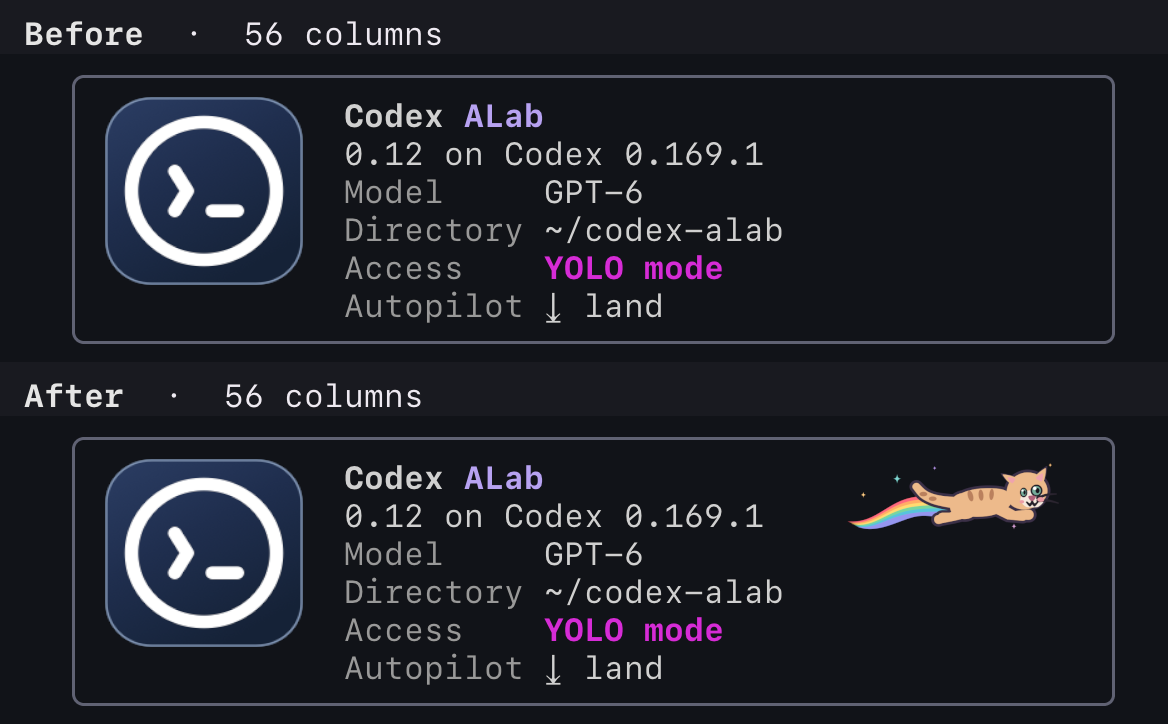 Before · 56 columns
Codex ALab
0.12 on Codex 0.169.1
Model GPT-6
Directory ~/codex-alab
Access YOLO mode
Autopilot ⤓ land
After · 56 columns
Codex ALab
0.12 on Codex 0.169.1
Model GPT-6
Directory ~/codex-alab
Access YOLO mode
Autopilot ⤓ land